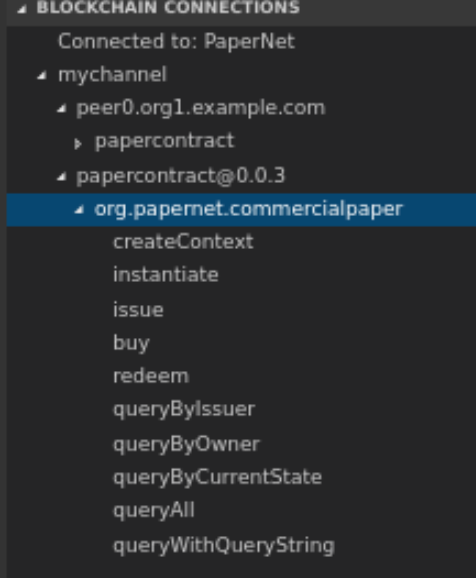 BLOCKCHAIN CONNECTIONS
Connected to: PaperNet
mychannel
peer0.org1.example.com
papercontract
papercontract@0.0.3
org.papernet.commercialpaper
createContext
instantiate
issue
buy
redeem
queryByIssuer
queryByOwner
queryByCurrentState
queryAll
queryWithQueryString